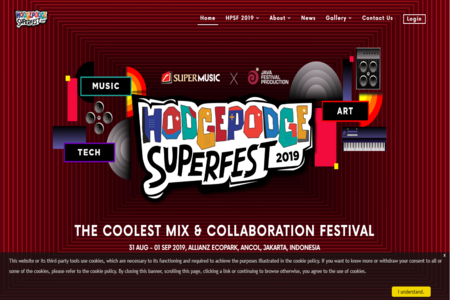 HODGEPODGE
SUPERFEST
Home
HPSF 2019
About
News
Gallery
Contact Us
Login
SUPERMUSIC
X
JAVA
FESTIVAL
PRODUCTION
MUSIC
ART
TECH
HODGEPODGE
SUPERFEST 2019
THE COOLEST MIX & COLLABORATION FESTIVAL
31 AUG - 01 SEP 2019, ALLIANZ ECOPARK, ANCOL, JAKARTA, INDONESIA
x
This website or its third-party tools use cookies, which are necessary to its functioning and required to achieve the purposes illustrated in the cookie policy. If you want to know more or withdraw your consent to all or
some of the cookies, please refer to the cookie policy. By closing this banner, scrolling this page, clicking a link or continuing to browse otherwise, you agree to the use of cookies.
I understand.